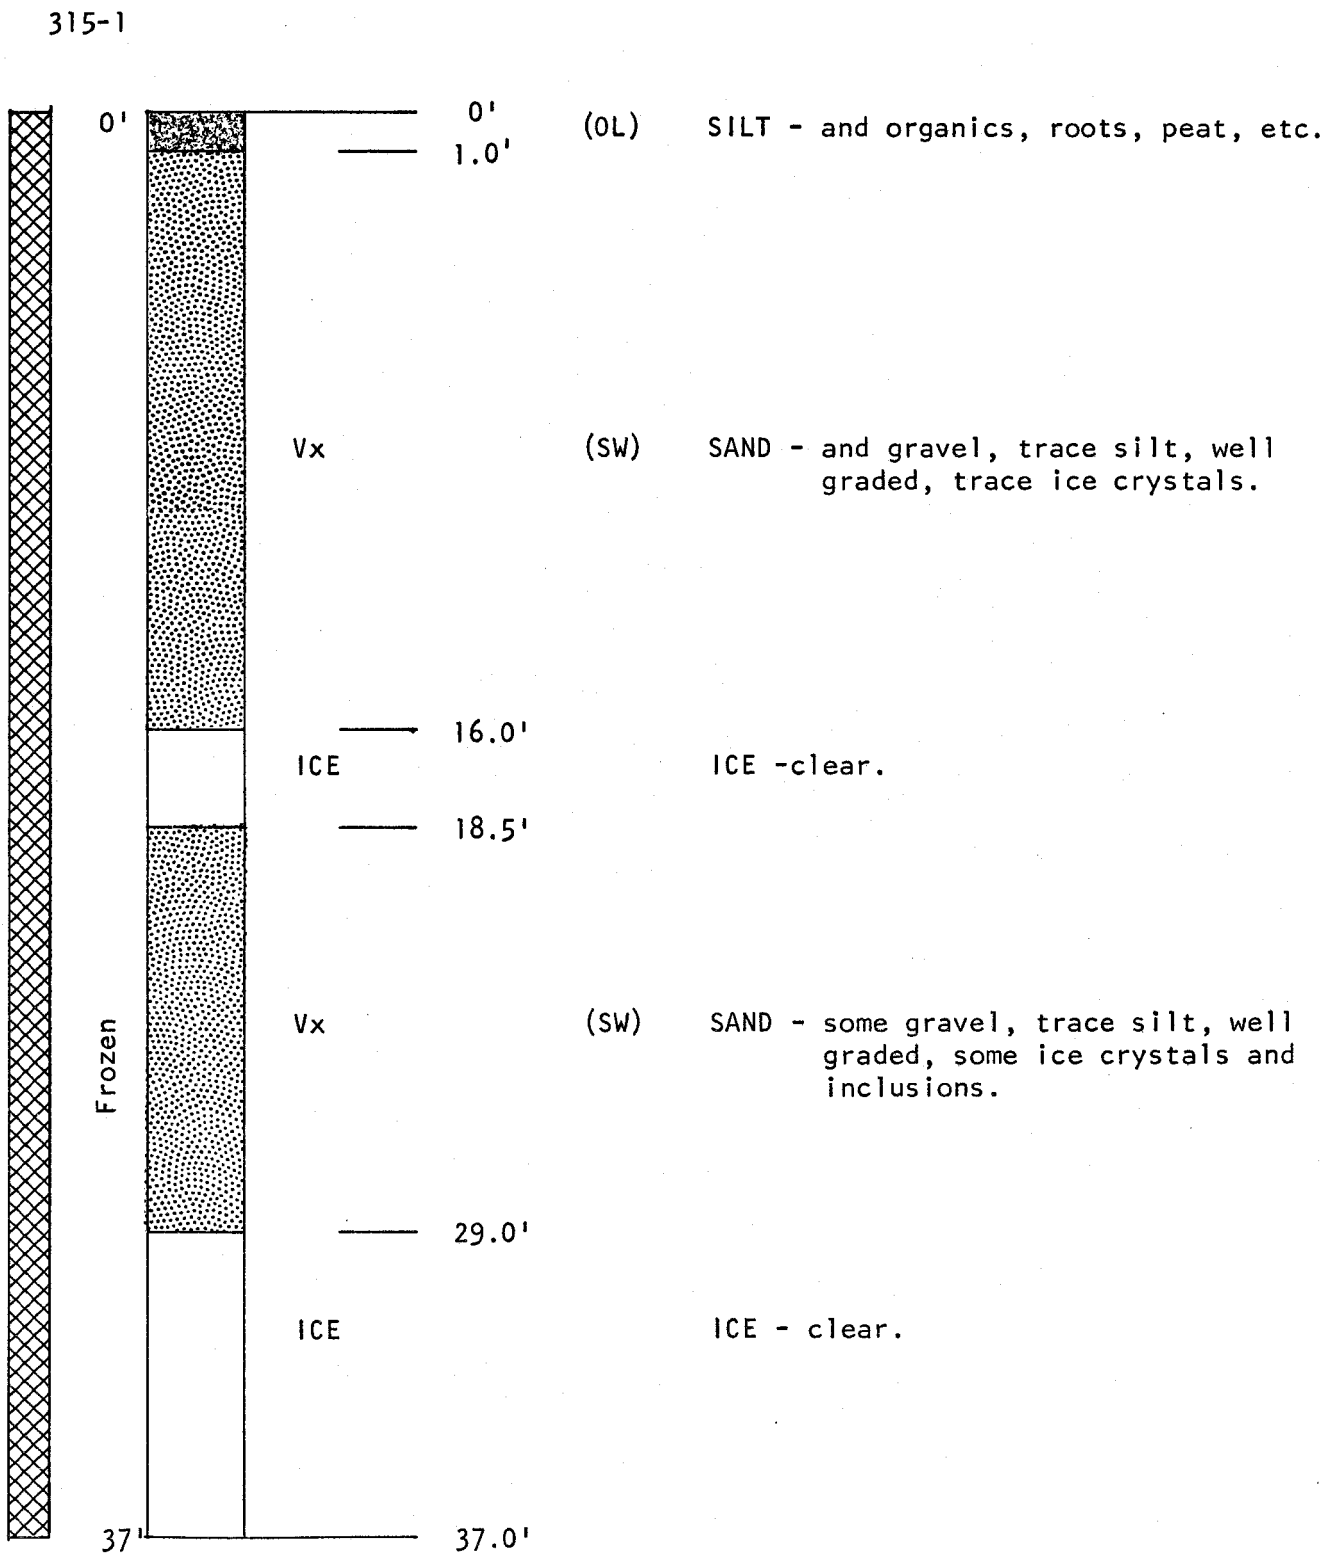 315-1
0' 0' (OL) SILT - and organics, roots, peat, etc.
1.0'
Vx (SW) SAND - and gravel, trace silt, well
graded, trace ice crystals.
16.0'
ICE ICE -clear.
18.5'
Frozen
Vx (SW) SAND - some gravel, trace silt, well
graded, some ice crystals and
inclusions.
29.0'
ICE ICE - clear.
37' 37.0'